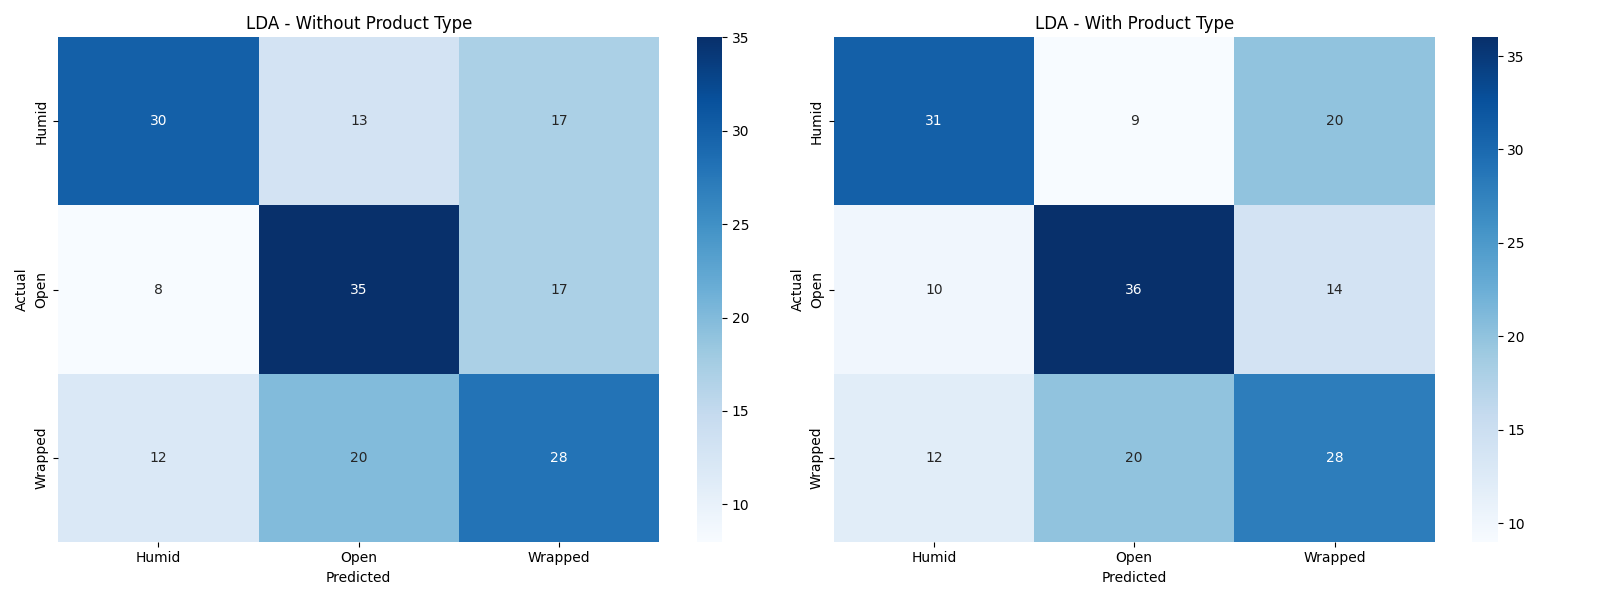 LDA - Without Product Type
Humid
Open
Wrapped
Actual
30 13 17
8 35 17
12 20 28
Humid Open Wrapped
Predicted
35
30
25
20
15
10
LDA - With Product Type
Humid
Open
Wrapped
Actual
31 9 20
10 36 14
12 20 28
Humid Open Wrapped
Predicted
35
30
25
20
15
10